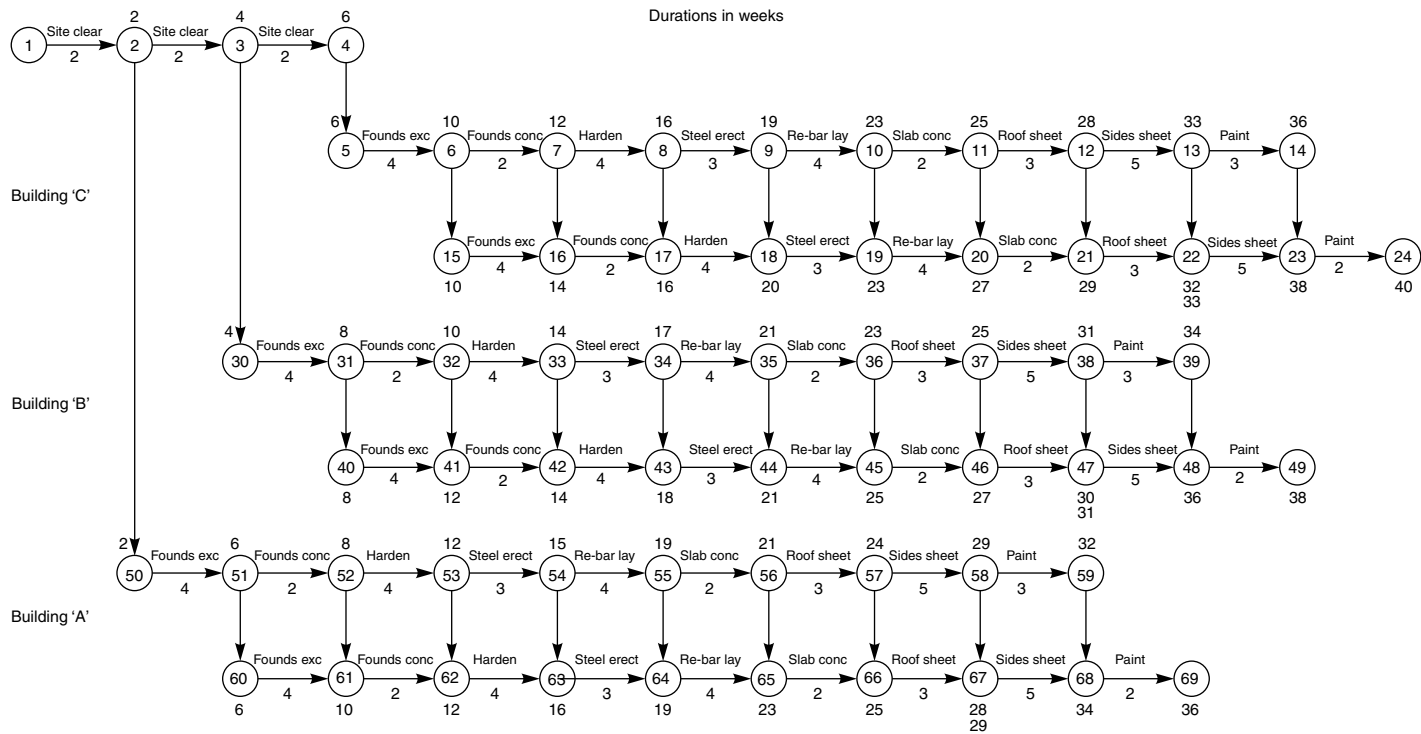 Durations in weeks
2 4 6
Site clear Site clear Site clear
1 2 3 4
2 2 2
6 10 12 16 19 23 25 28 33 36
Founds exc Founds conc Harden Steel erect Re-bar lay Slab conc Roof sheet Sides sheet Paint
5 6 7 8 9 10 11 12 13 14
4 2 4 3 4 2 3 5 3
Building ‘C’
Founds exc Founds conc Harden Steel erect Re-bar lay Slab conc Roof sheet Sides sheet Paint
15 16 17 18 19 20 21 22 23 24
4 2 4 3 4 2 3 5 2
10 14 16 20 23 27 29 32 38 40
33
4 8 10 14 17 21 23 25 31 34
Founds exc Founds conc Harden Steel erect Re-bar lay Slab conc Roof sheet Sides sheet Paint
30 31 32 33 34 35 36 37 38 39
4 2 4 3 4 2 3 5 3
Building ‘B’
Founds exc Founds conc Harden Steel erect Re-bar lay Slab conc Roof sheet Sides sheet Paint
40 41 42 43 44 45 46 47 48 49
4 2 4 3 4 2 3 5 2
8 12 14 18 21 25 27 30 36 38
31
2 6 8 12 15 19 21 24 29 32
Founds exc Founds conc Harden Steel erect Re-bar lay Slab conc Roof sheet Sides sheet Paint
50 51 52 53 54 55 56 57 58 59
4 2 4 3 4 2 3 5 3
Building ‘A’
Founds exc Founds conc Harden Steel erect Re-bar lay Slab conc Roof sheet Sides sheet Paint
60 61 62 63 64 65 66 67 68 69
4 2 4 3 4 2 3 5 2
6 10 12 16 19 23 25 28 34 36
29